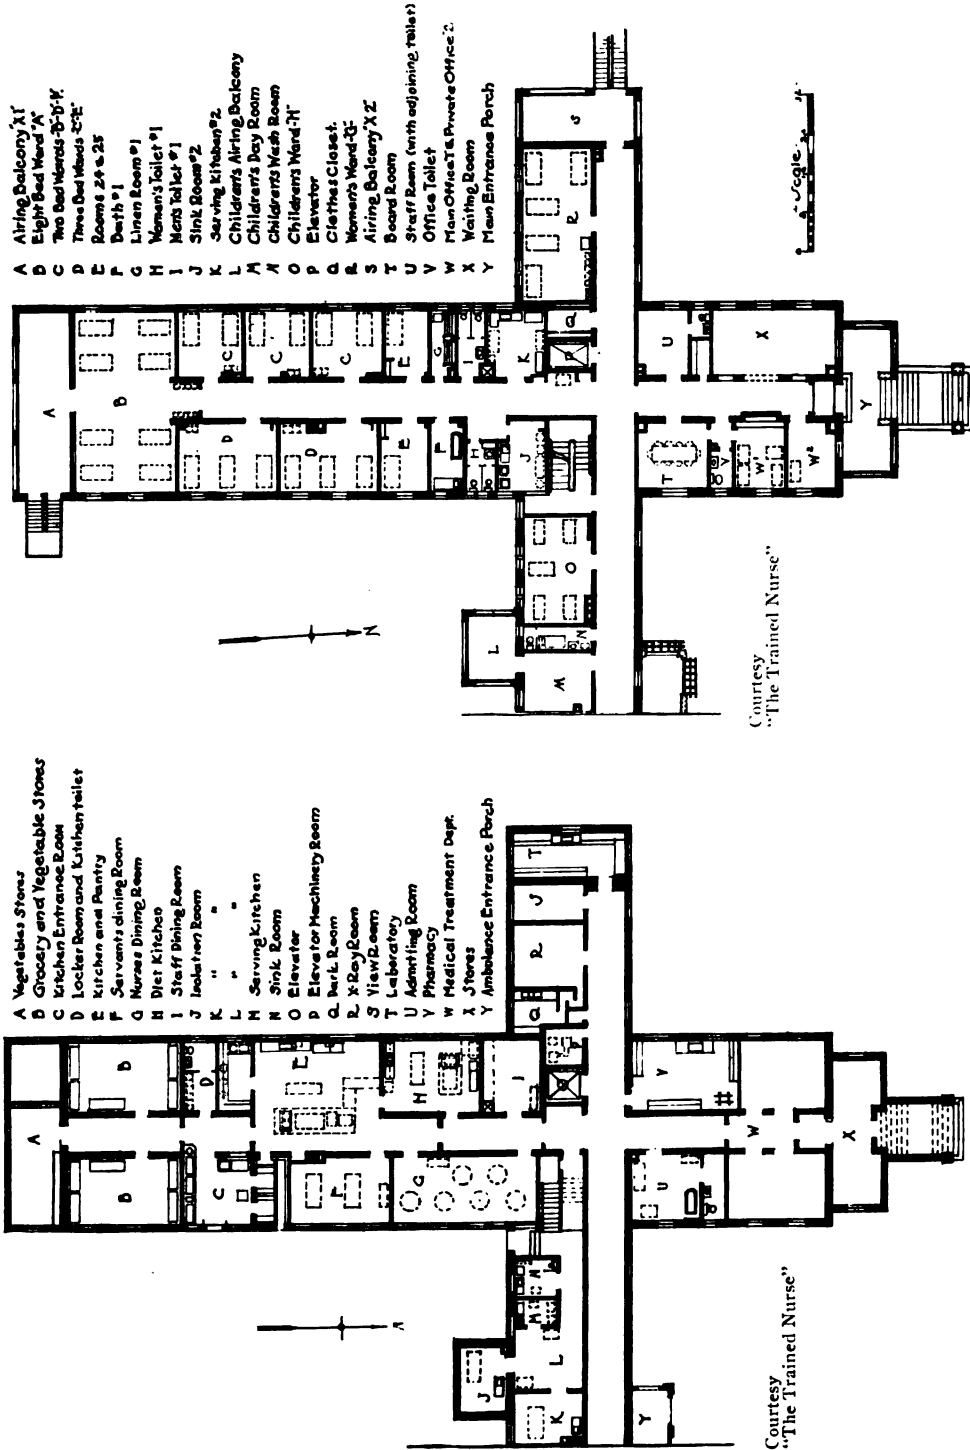 A Vegetables Stores
B Grocery and Vegetable Stores
C Kitchen Entrance Room
D Locker Room and Kitchen toilet
E Kitchen and Pantry
F Servants dining Room
G Nurses Dining Room
H Diet Kitchen
I Staff Dining Room
J Isolation Room
K " "
L " "
M Serving Kitchen
N Sink Room
O Elevator
P Elevator Machinery Room
Q Dark Room
R X-Ray Room
S View Room
T Laboratory
U Admitting Room
V Pharmacy
W Medical Treatment Dept.
X Stores
Y Ambulance Entrance Porch
Courtesy
"The Trained Nurse"
A Airing Balcony "X1"
B Eight Bed Ward "A"
C Two Bed Wards
D Three Bed Wards
E Rooms 24 & 25
F Bath #1
G Linen Room #1
H Women's Toilet #1
I Men's Toilet #1
J Sink Room #2
K Serving Kitchen #2
L Children's Airing Balcony
M Children's Day Room
N Children's Wash Room
O Children's Ward "H"
P Elevator
Q Clothes Closet.
R Women's Ward "G"
S Airing Balcony "X2"
T Board Room
U Staff Room (with adjoining toilet)
V Office Toilet
W Main Office "1" & Private Office "2"
X Waiting Room
Y Main Entrance Porch
Scale
N
Courtesy
"The Trained Nurse"